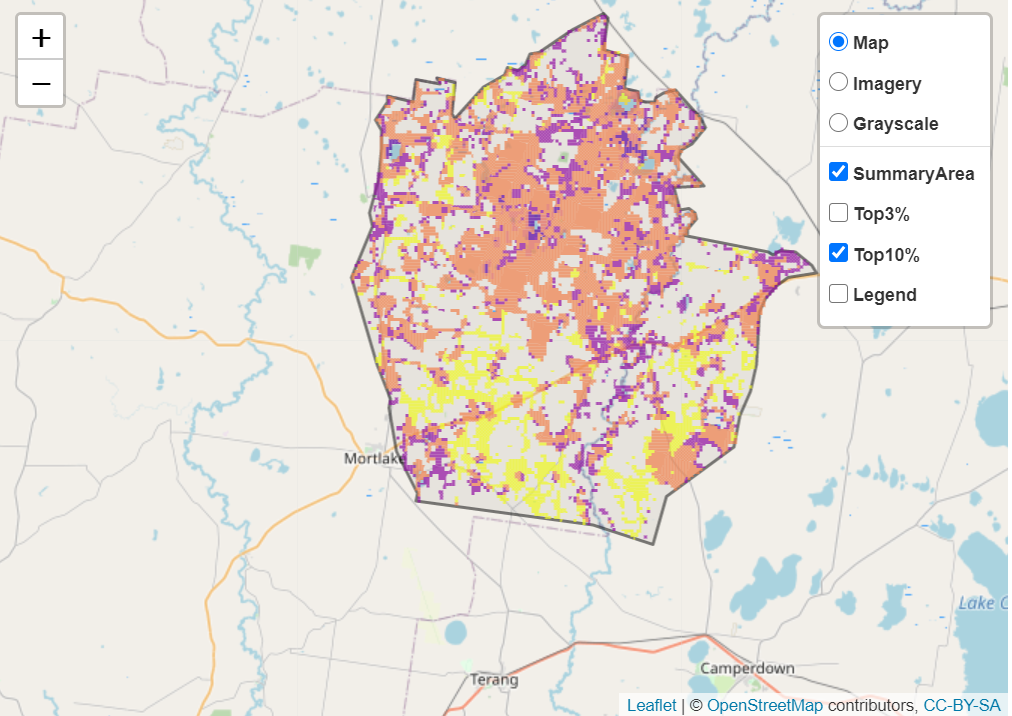 +
−
Map
Imagery
Grayscale
SummaryArea
Top3%
Top10%
Legend
Mortlake
Lake C
Terang
Camperdown
Leaflet | © OpenStreetMap contributors, CC-BY-SA